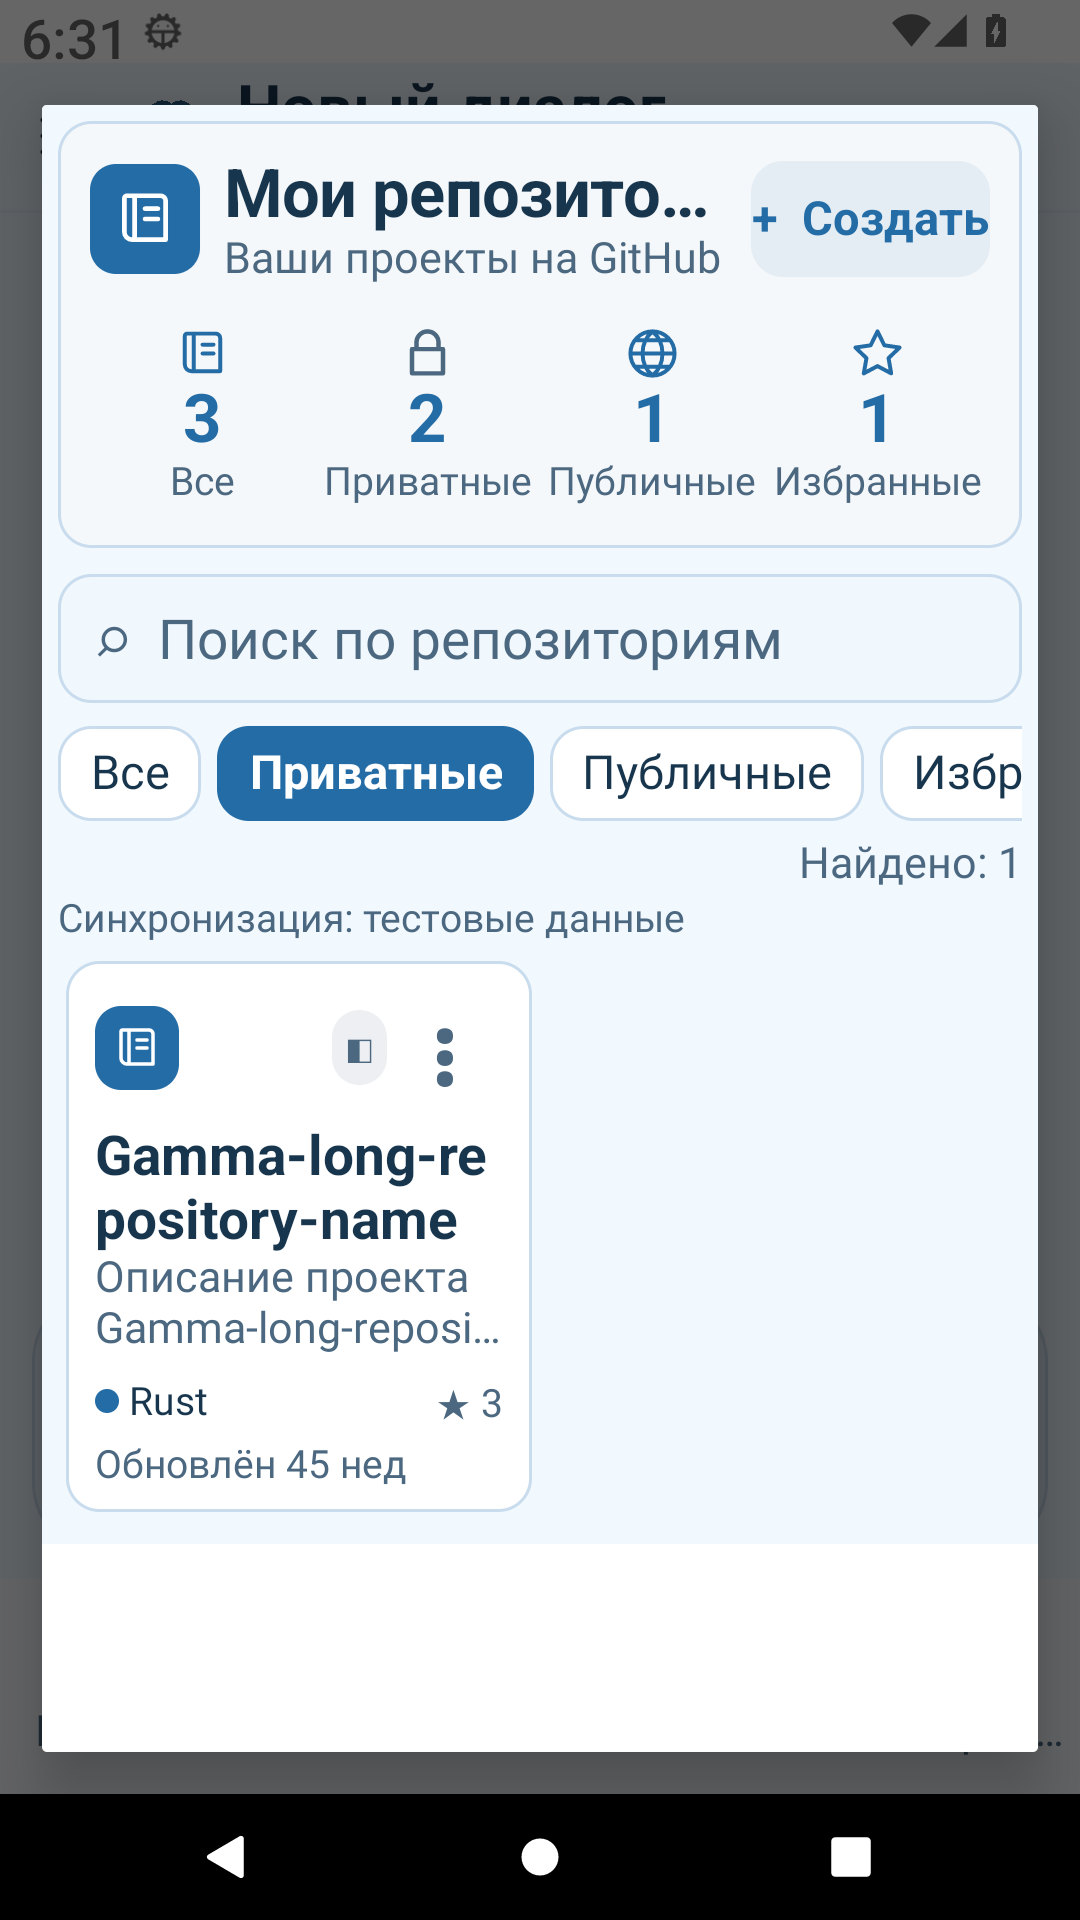 6:31
Новый диалог
Мои репозито...
Ваши проекты на GitHub
+ Создать
3
2
1
1
Все
Приватные
Публичные
Избранные
Поиск по репозиториям
Все
Приватные
Публичные
Избр
Найдено: 1
Синхронизация: тестовые данные
Gamma-long-re
pository-name
Описание проекта
Gamma-long-reposi...
Rust
★ 3
Обновлён 45 нед